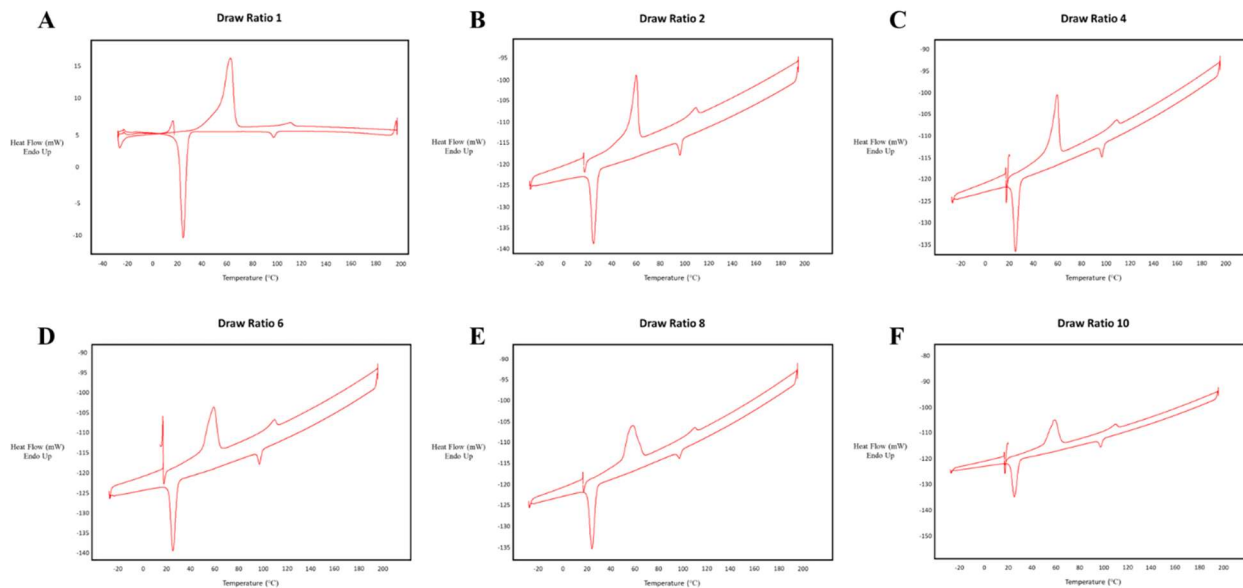 A
Draw Ratio 1
15
10
5
0
-5
-10
Heat Flow (mW)
Endo Up
-40 -20 0 20 40 60 80 100 120 140 160 180 200
Temperature (°C)
B
Draw Ratio 2
-95
-100
-105
-110
-115
-120
-125
-130
-135
-140
Heat Flow (mW)
Endo Up
-20 0 20 40 60 80 100 120 140 160 180 200
Temperature (°C)
C
Draw Ratio 4
-90
-95
-100
-105
-110
-115
-120
-125
-130
-135
Heat Flow (mW)
Endo Up
-20 0 20 40 60 80 100 120 140 160 180 200
Temperature (°C)
D
Draw Ratio 6
-90
-95
-100
-105
-110
-115
-120
-125
-130
-135
-140
Heat Flow (mW)
Endo Up
-20 0 20 40 60 80 100 120 140 160 180 200
Temperature (°C)
E
Draw Ratio 8
-90
-95
-100
-105
-110
-115
-120
-125
-130
-135
Heat Flow (mW)
Endo Up
-20 0 20 40 60 80 100 120 140 160 180 200
Temperature (°C)
F
Draw Ratio 10
-80
-90
-100
-110
-120
-130
-140
-150
Heat Flow (mW)
Endo Up
-20 0 20 40 60 80 100 120 140 160 180 200
Temperature (°C)